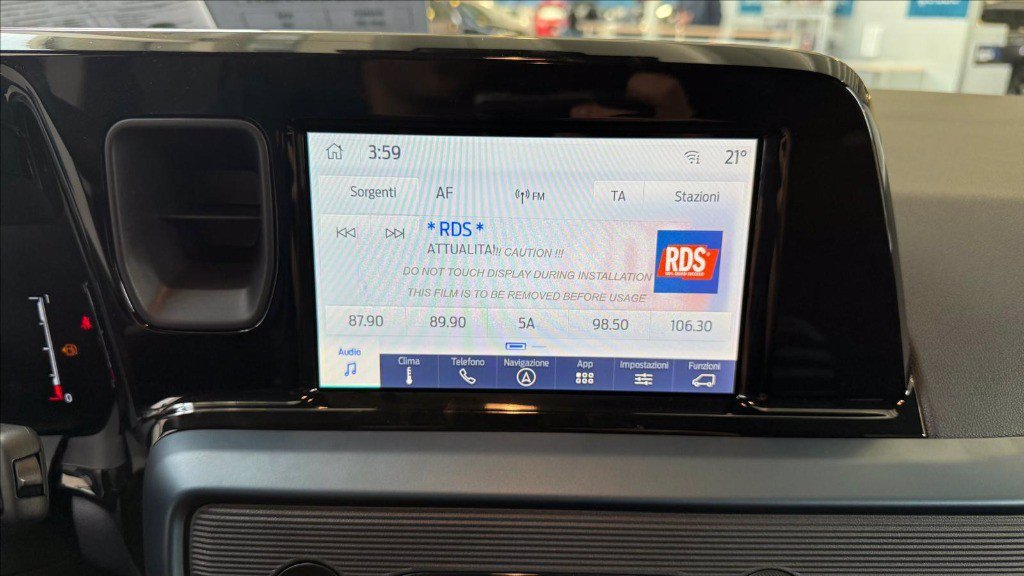 3:59
21°
Sorgenti
AF
FM
TA
Stazioni
* RDS *
ATTUALITA
!!! CAUTION !!!
DO NOT TOUCH DISPLAY DURING INSTALLATION
THIS FILM IS TO BE REMOVED BEFORE USAGE
RDS
87.90
89.90
5A
98.50
106.30
Audio
Clima
Telefono
Navigazione
App
Impostazioni
Funzioni
0